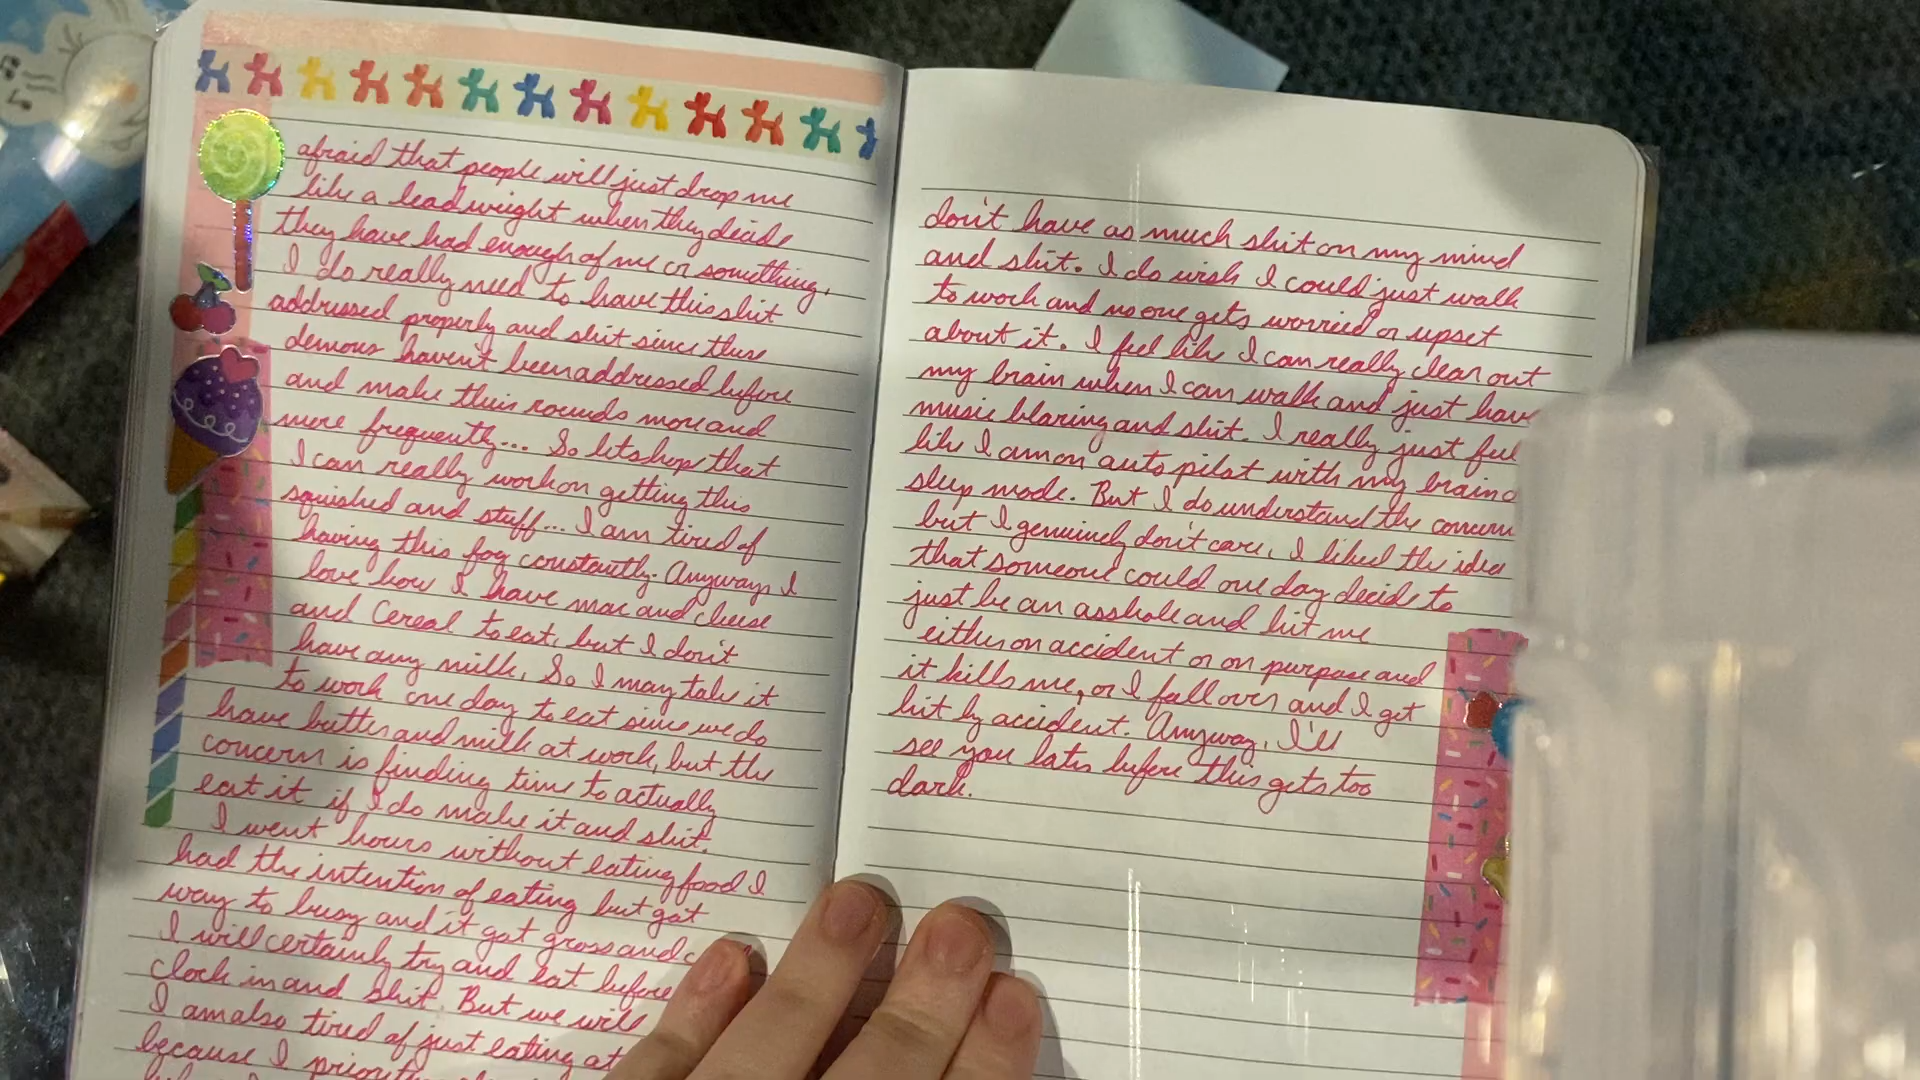 afraid that people will just drop me
like a lead weight when they decide
they have had enough of me or something.
I do really need to have this shit
addressed properly and shit since these
demons haven't been addressed before
and make their rounds more and
more frequently... So lets hope that
I can really work on getting this
squished and stuff... I am tired of
having this fog constantly. Anyways I
love how I have mac and cheese
and cereal to eat, but I don't
have any milk, So I may take it
to work one day to eat since we do
have butter and milk at work, but the
concern is finding time to actually
eat it if I do make it and shit.
I went hours without eating food I
had the intention of eating but got
way to busy and it got gross and
I will certainly try and eat before
clock in and shit. But we will
I am also tired of just eating at
because I
don't have as much shit on my mind
and shit. I do wish I could just walk
to work and no one gets worried or upset
about it. I feel like I can really clear out
my brain when I can walk and just have
music blaring and shit. I really just feel
like I am on auto pilot with my brain
sleep mode. But I do understand the concern
but I genuinely don't care, I liked the idea
that someone could one day decide to
just be an asshole and hit me
either on accident or on purpose and
it kills me, or I fall over and I get
hit by accident. Anyway, I'll
see you later before this gets too
dark.